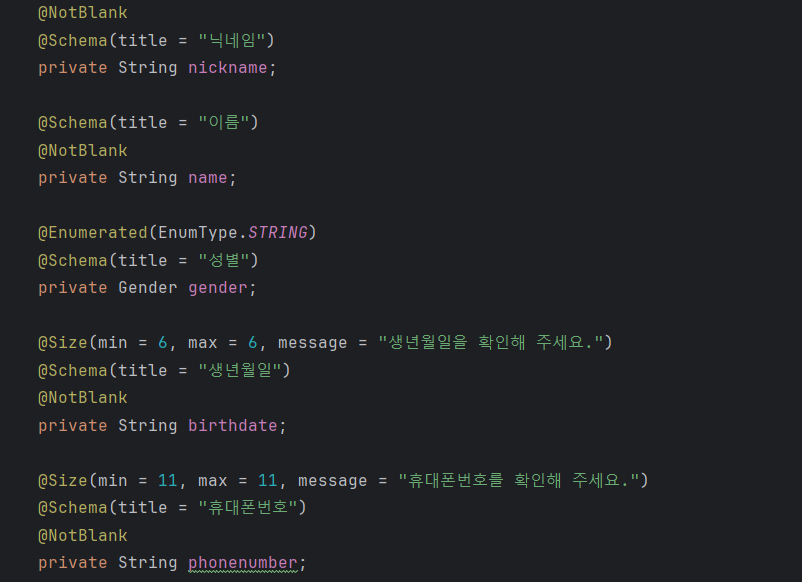 @NotBlank
@Schema(title = "닉네임")
private String nickname;
@Schema(title = "이름")
@NotBlank
private String name;
@Enumerated(EnumType.STRING)
@Schema(title = "성별")
private Gender gender;
@Size(min = 6, max = 6, message = "생년월일을 확인해 주세요.")
@Schema(title = "생년월일")
@NotBlank
private String birthdate;
@Size(min = 11, max = 11, message = "휴대폰번호를 확인해 주세요.")
@Schema(title = "휴대폰번호")
@NotBlank
private String phonenumber;